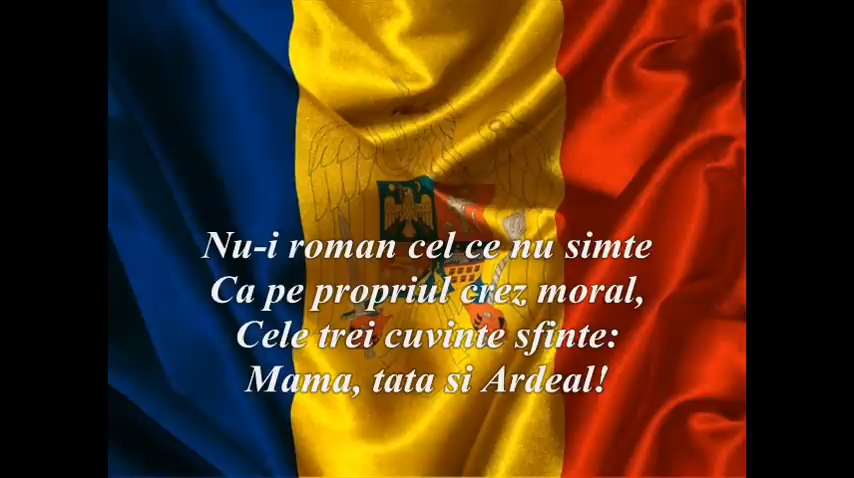 Nu-i roman cel ce nu simte
Ca pe propriul crez moral,
Cele trei cuvinte sfinte:
Mama, tata si Ardeal!